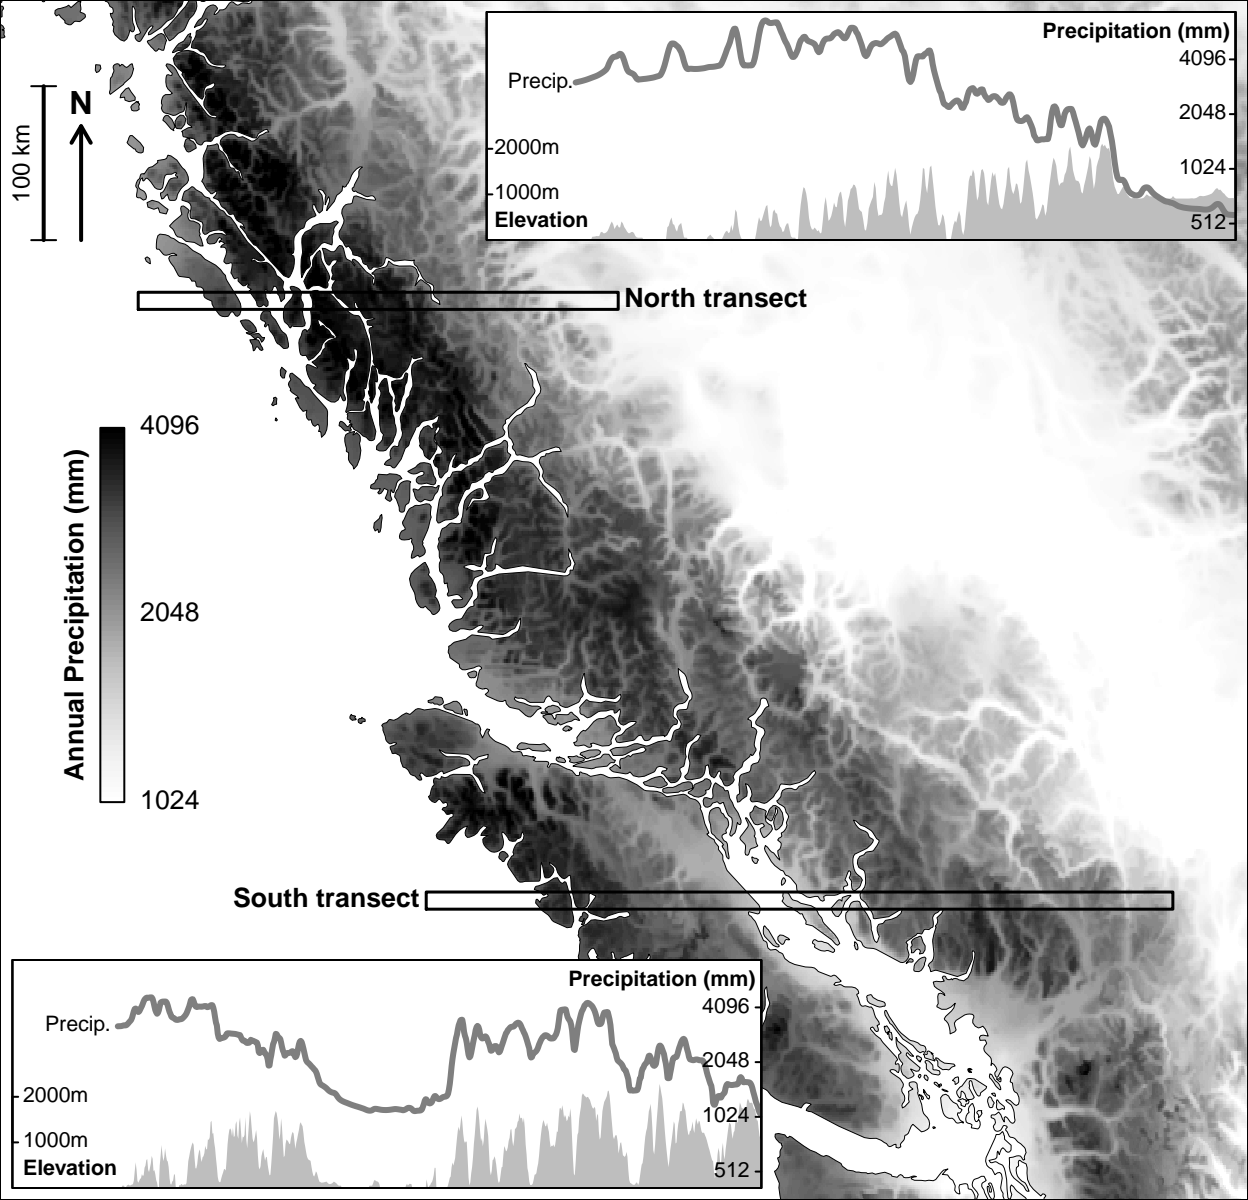 Precipitation (mm)
4096
Precip.
2048
2000m
1024
1000m
Elevation
512
N
100 km
North transect
4096
Annual Precipitation (mm)
2048
1024
South transect
Precipitation (mm)
4096
Precip.
2048
2000m
1024
1000m
Elevation
512